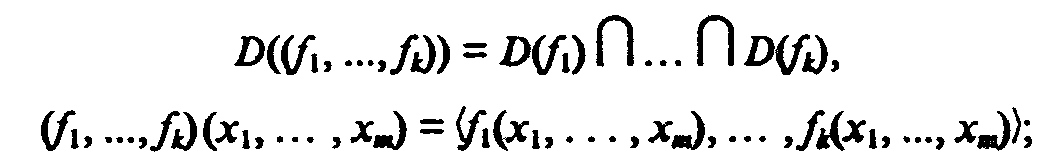 D((f₁, ..., fₖ)) = D(f₁) ⋂ ... ⋂ D(fₖ),
(f₁, ..., fₖ)(x₁, ... , xₘ) = ⟨f₁(x₁, . . . , xₘ), ... , fₖ(x₁, ..., xₘ)⟩;